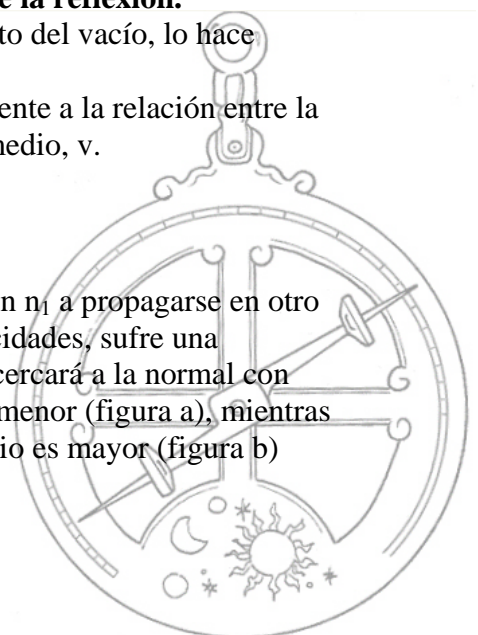 e la reflexión.
to del vacío, lo hace
ente a la relación entre la
nedio, v.
n n₁ a propagarse en otro
cidades, sufre una
cercará a la normal con
menor (figura a), mientras
io es mayor (figura b)